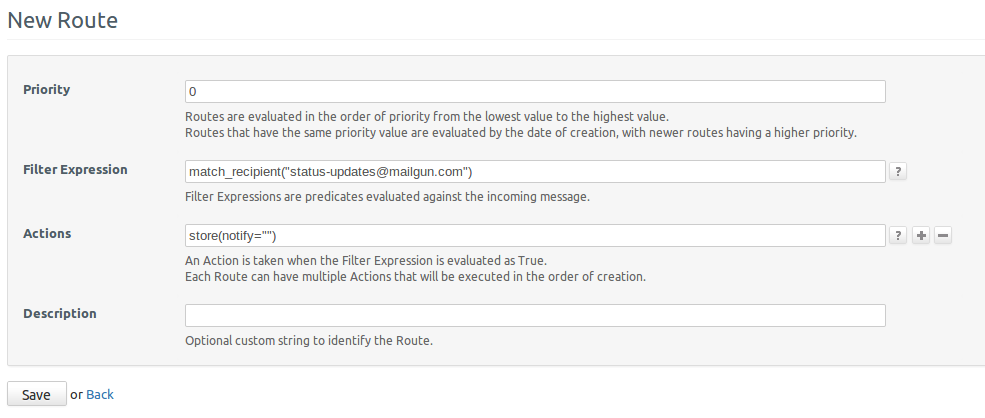 New Route
Priority
0
Routes are evaluated in the order of priority from the lowest value to the highest value.
Routes that have the same priority value are evaluated by the date of creation, with newer routes having a higher priority.
Filter Expression
match_recipient("status-updates@mailgun.com")
?
Filter Expressions are predicates evaluated against the incoming message.
Actions
store(notify="")
?
An Action is taken when the Filter Expression is evaluated as True.
Each Route can have multiple Actions that will be executed in the order of creation.
Description
Optional custom string to identify the Route.
Save or Back